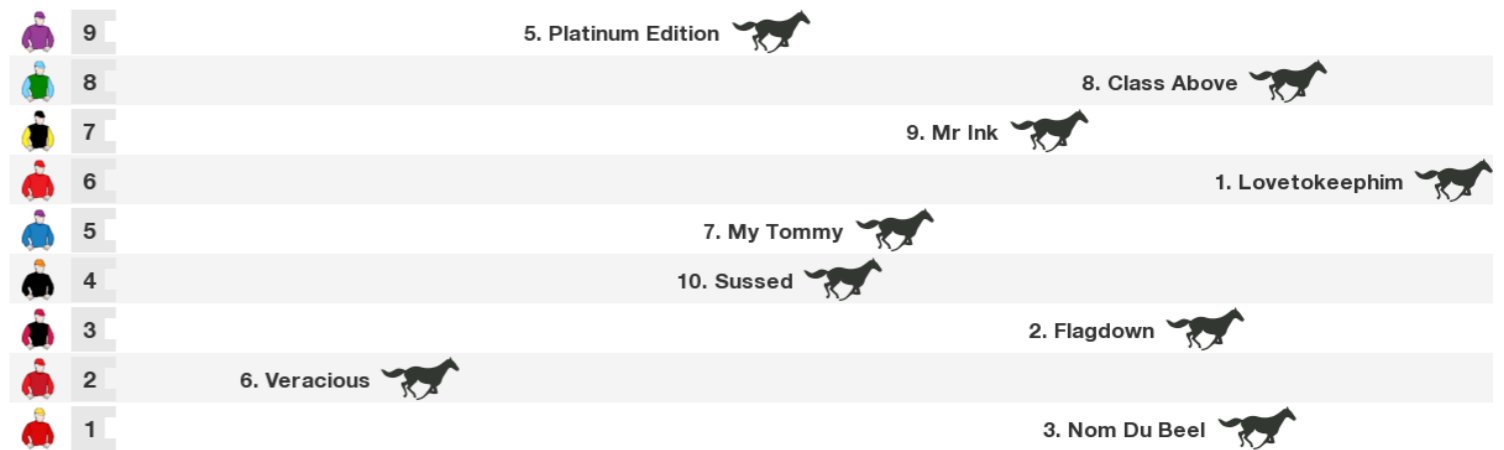 9 5. Platinum Edition
8 8. Class Above
7 9. Mr Ink
6 1. Lovetokeephim
5 7. My Tommy
4 10. Sussed
3 2. Flagdown
2 6. Veracious
1 3. Nom Du Beel